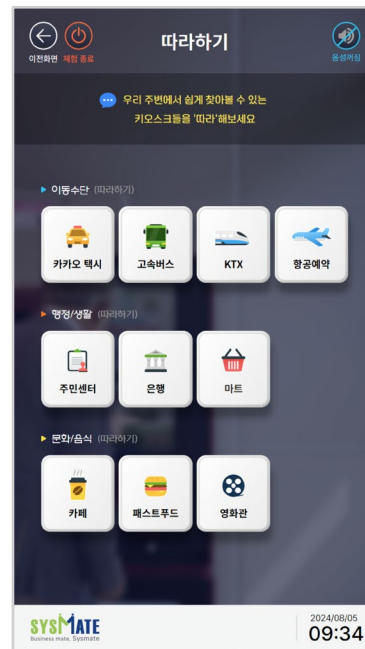 따라하기
이전화면 체험 종료
음성꺼짐
우리 주변에서 쉽게 찾아볼 수 있는
키오스크들을 '따라'해보세요
이동수단 (따라하기)
카카오 택시 고속버스 KTX 항공예약
행정/생활 (따라하기)
주민센터 은행 마트
문화/음식 (따라하기)
카페 패스트푸드 영화관
SYSMATE
Business mate, Sysmate
2024/08/05
09:34